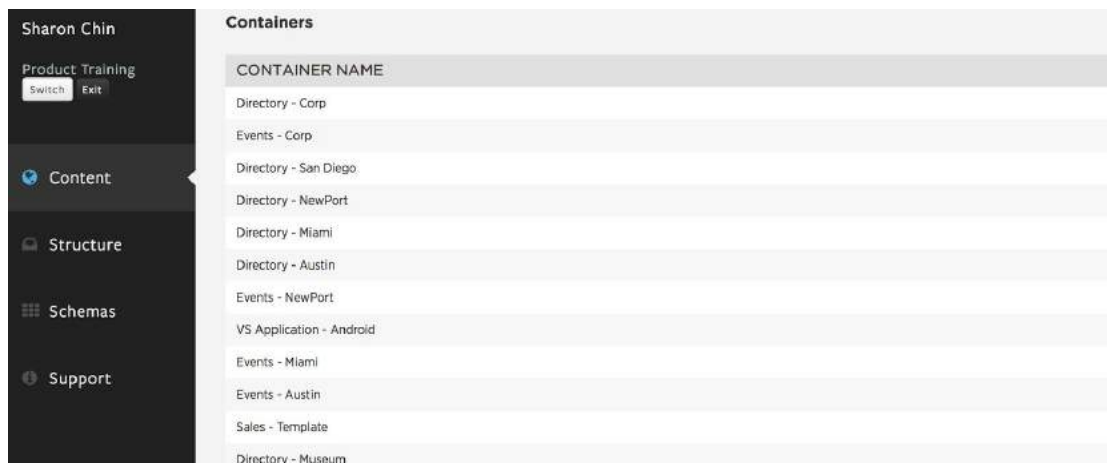 Sharon Chin
Product Training
Switch Exit
Content
Structure
Schemas
Support
Containers
CONTAINER NAME
Directory - Corp
Events - Corp
Directory - San Diego
Directory - NewPort
Directory - Miami
Directory - Austin
Events - NewPort
VS Application - Android
Events - Miami
Events - Austin
Sales - Template
Directory - Museum